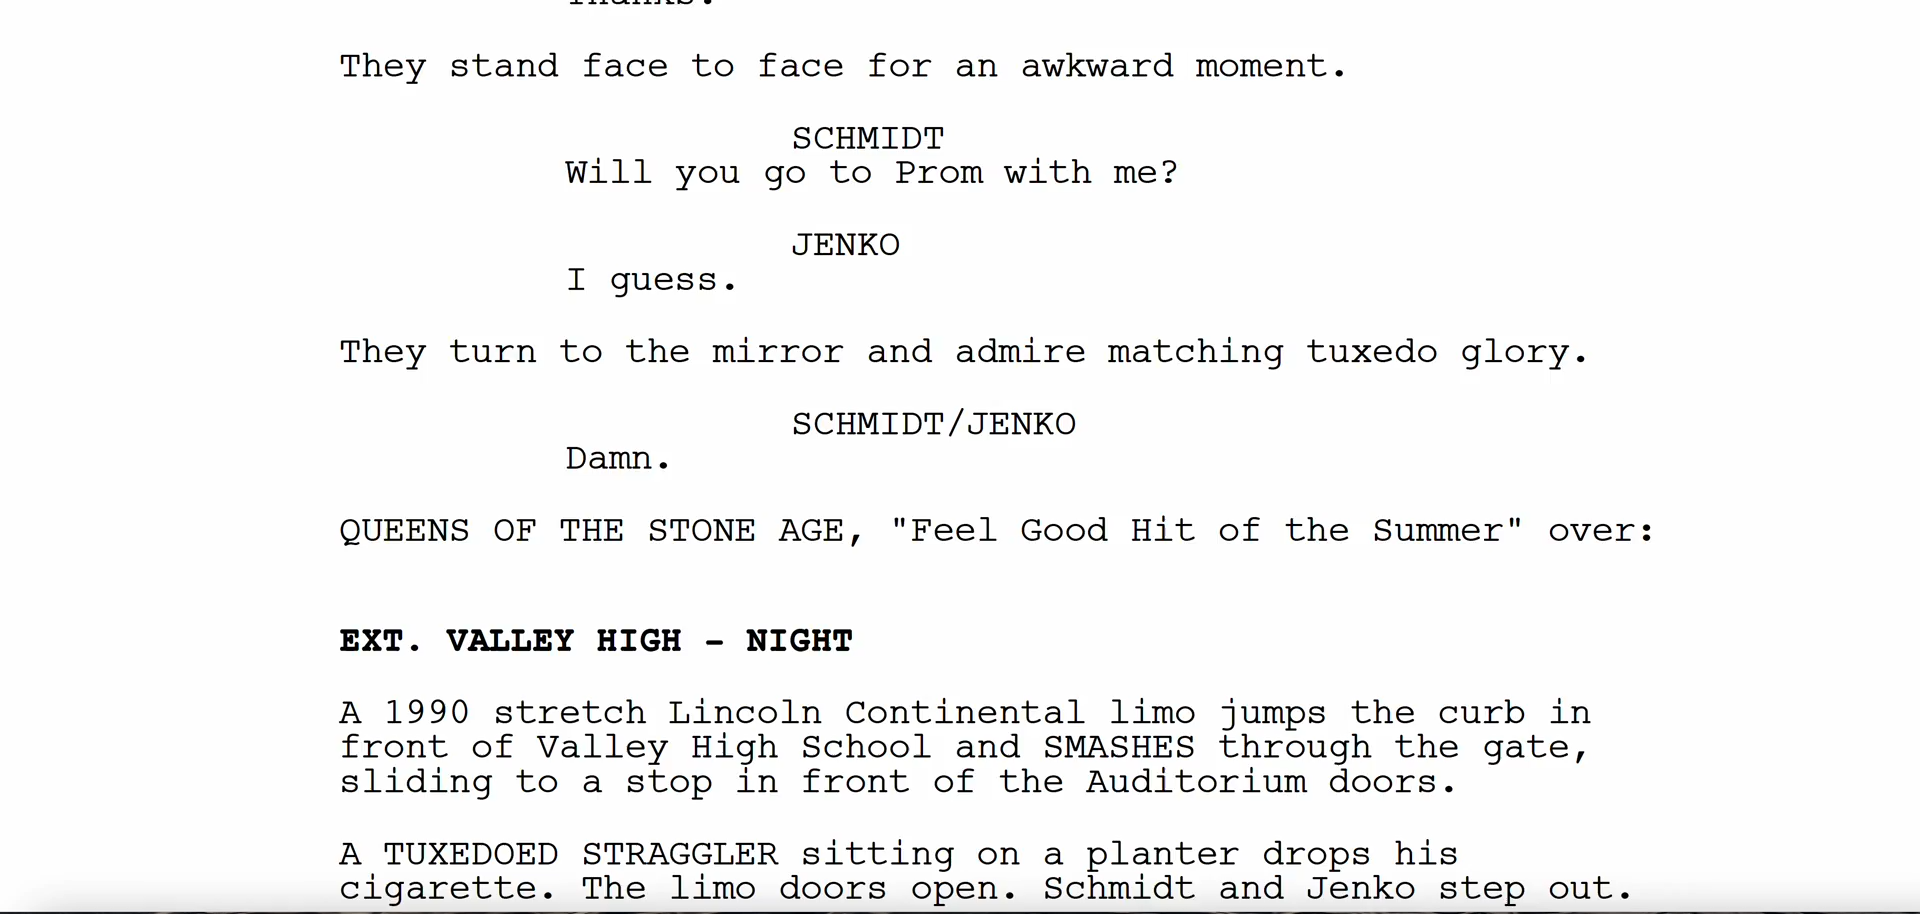 Thanks.
They stand face to face for an awkward moment.
SCHMIDT
Will you go to Prom with me?
JENKO
I guess.
They turn to the mirror and admire matching tuxedo glory.
SCHMIDT/JENKO
Damn.
QUEENS OF THE STONE AGE, "Feel Good Hit of the Summer" over:
EXT. VALLEY HIGH – NIGHT
A 1990 stretch Lincoln Continental limo jumps the curb in
front of Valley High School and SMASHES through the gate,
sliding to a stop in front of the Auditorium doors.
A TUXEDOED STRAGGLER sitting on a planter drops his
cigarette. The limo doors open. Schmidt and Jenko step out.